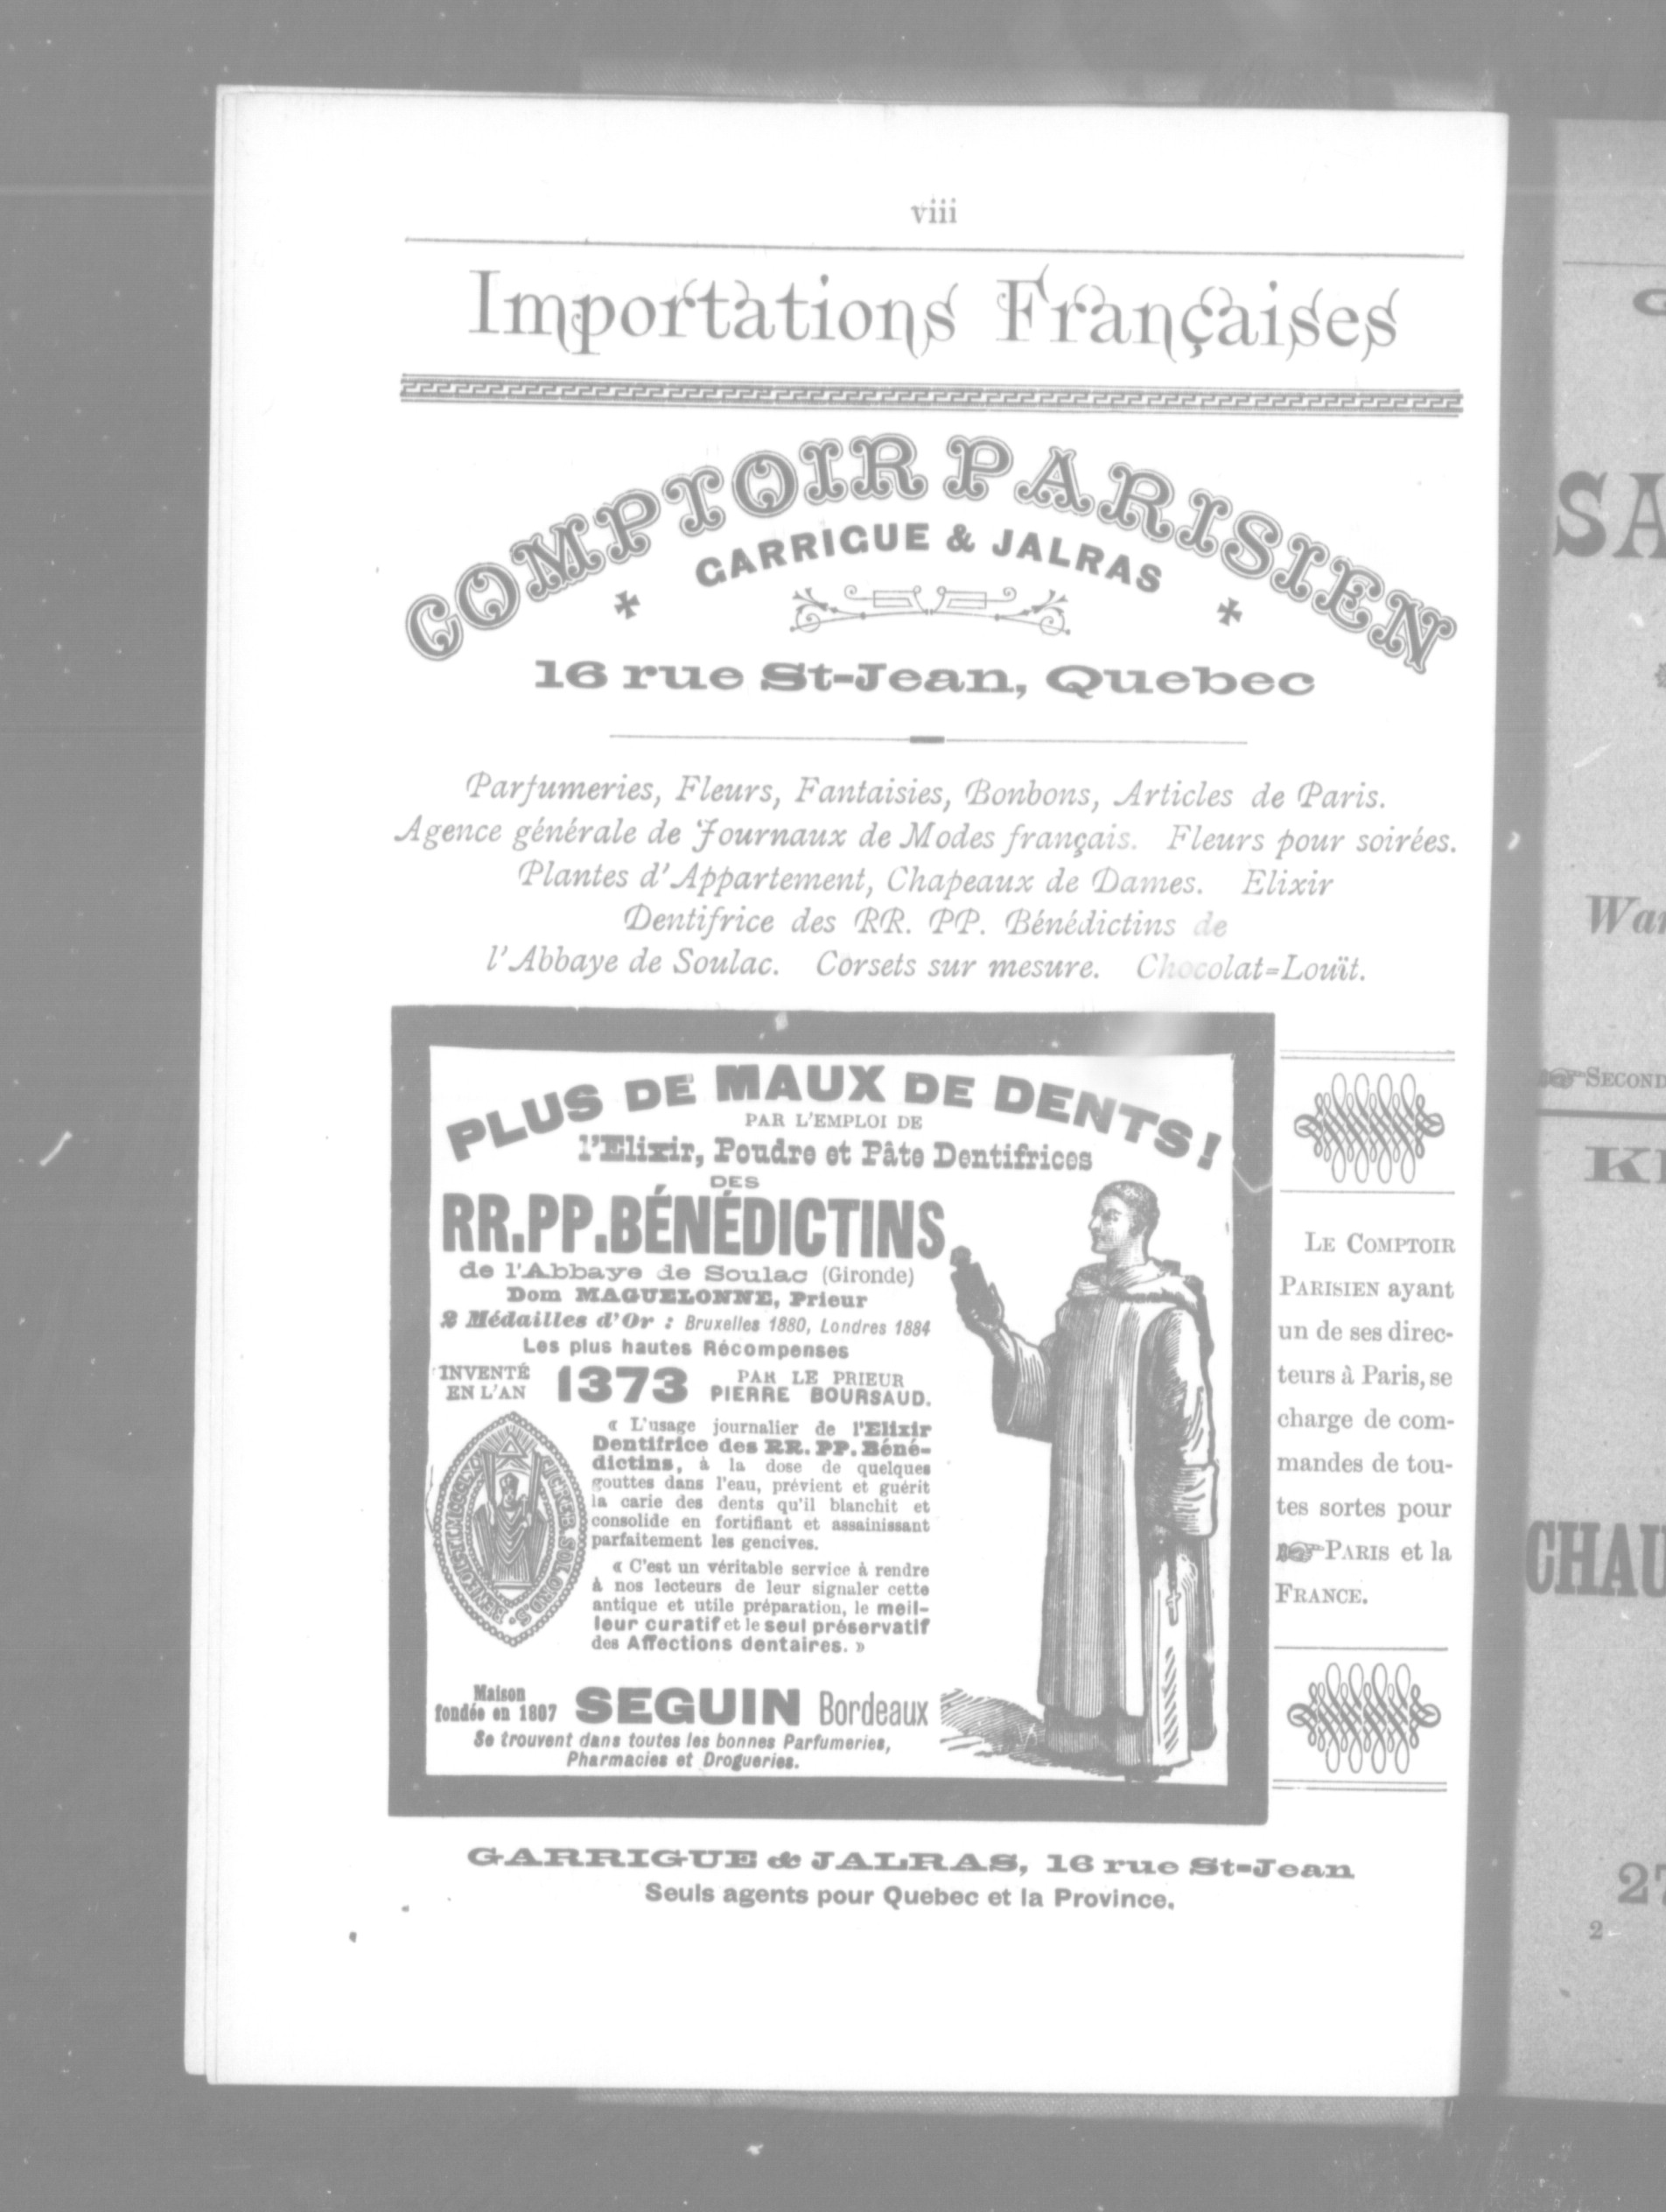 viii
Importations Françaises
COMPTOIR PARISIEN
GARRIGUE & JALRAS
16 rue St-Jean, Quebec
Parfumeries, Fleurs, Fantaisies, Bonbons, Articles de Paris.
Agence générale de Journaux de Modes français. Fleurs pour soirées.
Plantes d'Appartement, Chapeaux de Dames. Elixir
Dentifrice des RR. PP. Bénédictins de
l'Abbaye de Soulac. Corsets sur mesure. Chocolat=Louït.
PLUS DE MAUX DE DENTS!
PAR L'EMPLOI DE
l'Elixir, Poudre et Pâte Dentifrices
DES
RR.PP.BÉNÉDICTINS
de l'Abbaye de Soulac (Gironde)
Dom MAGUELONNE, Prieur
2 Médailles d'Or : Bruxelles 1880, Londres 1884
Les plus hautes Récompenses
INVENTÉ
EN L'AN
1373
PAR LE PRIEUR
PIERRE BOURSAUD.
« L'usage journalier de l'Elixir
Dentifrice des RR. PP. Béné-
dictins, à la dose de quelques
gouttes dans l'eau, prévient et guérit
la carie des dents qu'il blanchit et
consolide en fortifiant et assainissant
parfaitement les gencives.
« C'est un véritable service à rendre
à nos lecteurs de leur signaler cette
antique et utile préparation, le meil-
leur curatif et le seul préservatif
des Affections dentaires. »
Maison
fondée en 1807
SEGUIN Bordeaux
Se trouvent dans toutes les bonnes Parfumeries,
Pharmacies et Drogueries.
LE COMPTOIR
PARISIEN ayant
un de ses direc-
teurs à Paris, se
charge de com-
mandes de tou-
tes sortes pour
PARIS et la
FRANCE.
GARRIGUE & JALRAS, 16 rue St-Jean
Seuls agents pour Quebec et la Province.
SA
War
SECOND
CHAU
27
2